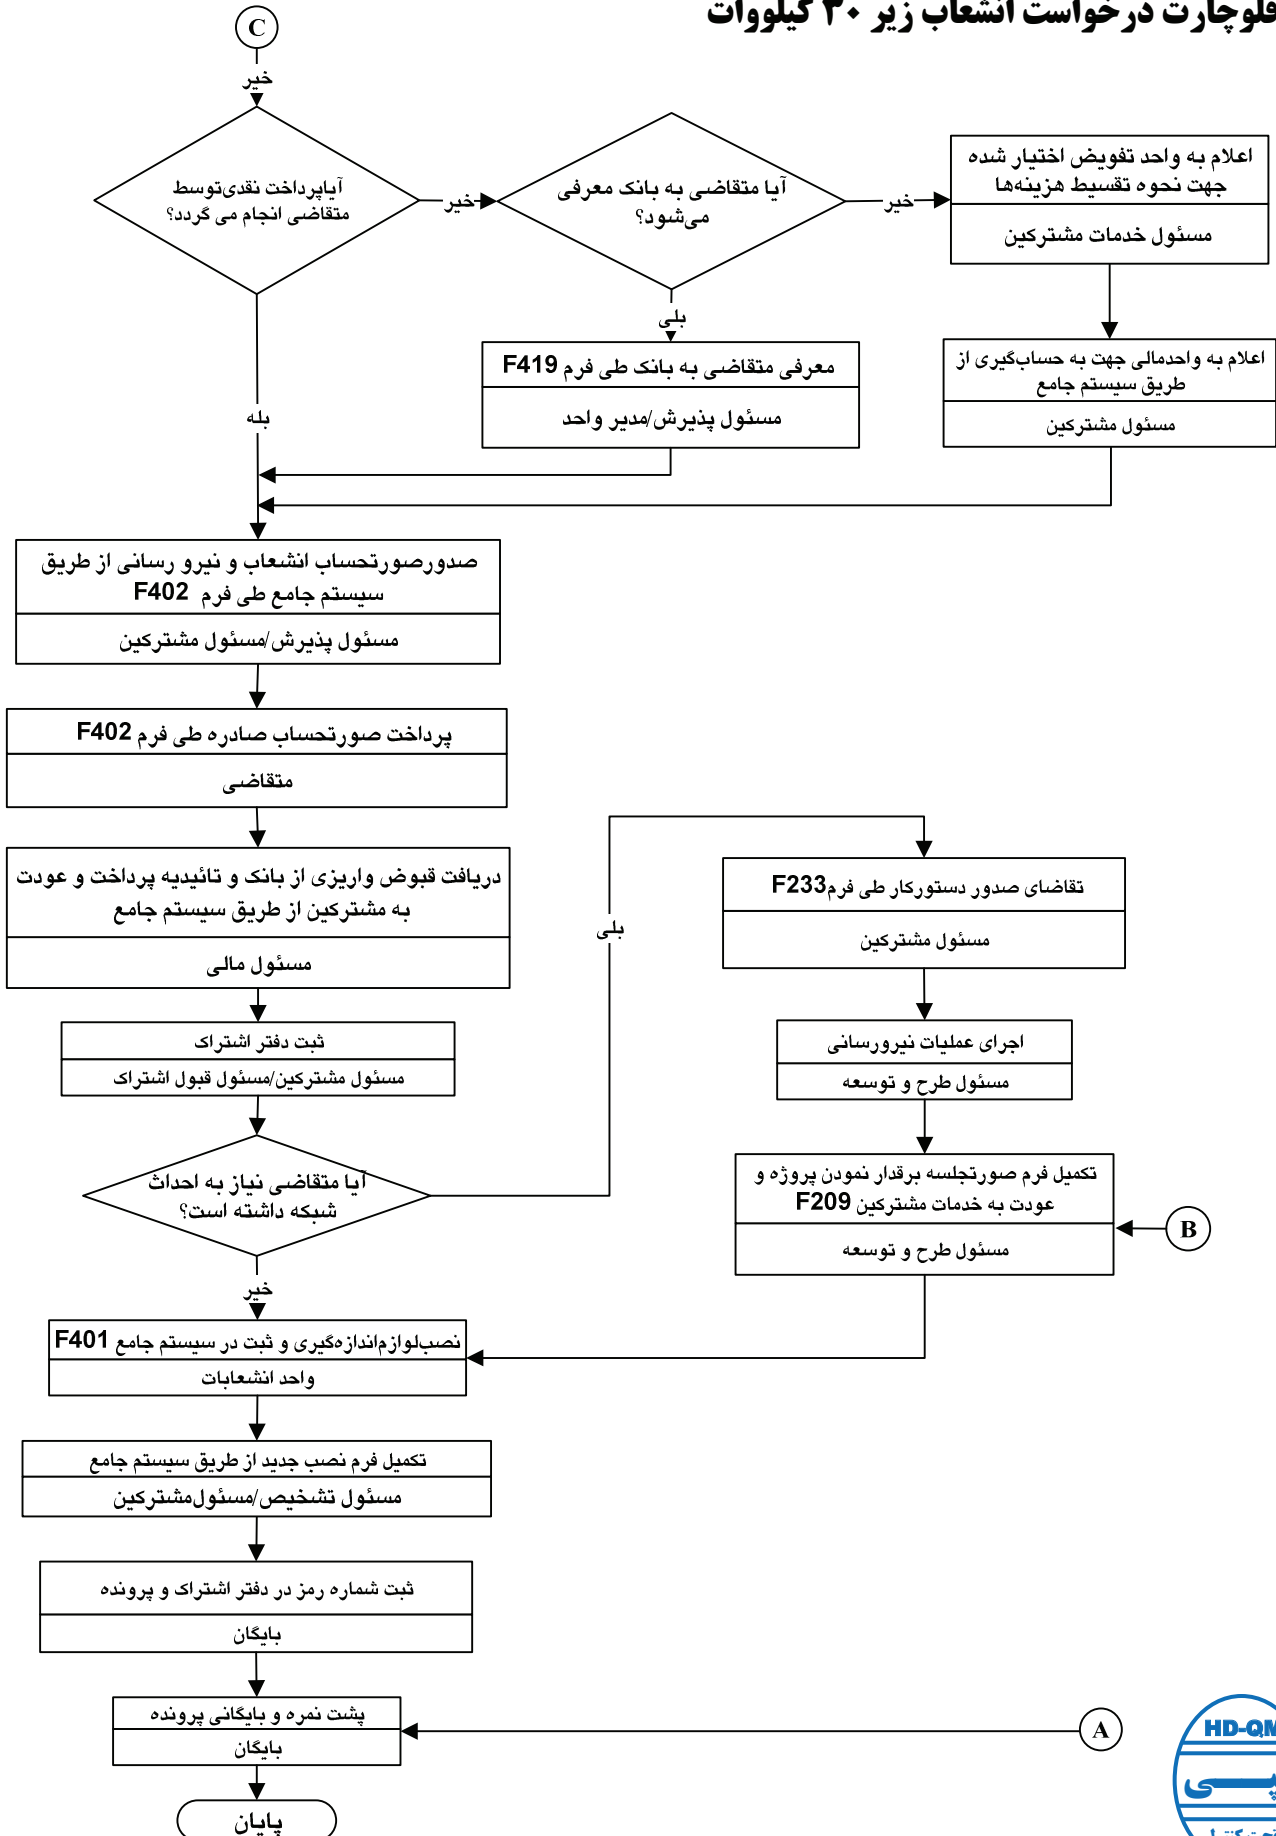 فلوچارت درخواست انشعاب زیر ۳۰ کیلووات
C
خیر
آیاپرداخت نقدی‌توسط
متقاضی انجام می گردد؟
خیر
آیا متقاضی به بانک معرفی
می‌شود؟
خیر
اعلام به واحد تفویض اختیار شده
جهت نحوه تقسیط هزینه‌ها
مسئول خدمات مشترکین
بلی
معرفی متقاضی به بانک طی فرم F419
مسئول پذیرش/مدیر واحد
اعلام به واحدمالی جهت به حساب‌گیری از
طریق سیستم جامع
مسئول مشترکین
بله
صدورصورتحساب انشعاب و نیرو رسانی از طریق
سیستم جامع طی فرم F402
مسئول پذیرش/مسئول مشترکین
پرداخت صورتحساب صادره طی فرم F402
متقاضی
دریافت قبوض واریزی از بانک و تائیدیه پرداخت و عودت
به مشترکین از طریق سیستم جامع
مسئول مالی
ثبت دفتر اشتراک
مسئول مشترکین/مسئول قبول اشتراک
آیا متقاضی نیاز به احداث
شبکه داشته است؟
بلی
تقاضای صدور دستورکار طی فرمF233
مسئول مشترکین
اجرای عملیات نیرورسانی
مسئول طرح و توسعه
تکمیل فرم صورتجلسه برقدار نمودن پروژه و
عودت به خدمات مشترکین F209
مسئول طرح و توسعه
B
خیر
نصب‌لوازم‌اندازه‌گیری و ثبت در سیستم جامع F401
واحد انشعابات
تکمیل فرم نصب جدید از طریق سیستم جامع
مسئول تشخیص/مسئول‌مشترکین
ثبت شماره رمز در دفتر اشتراک و پرونده
بایگان
پشت نمره و بایگانی پرونده
بایگان
A
پایان
HD-QM